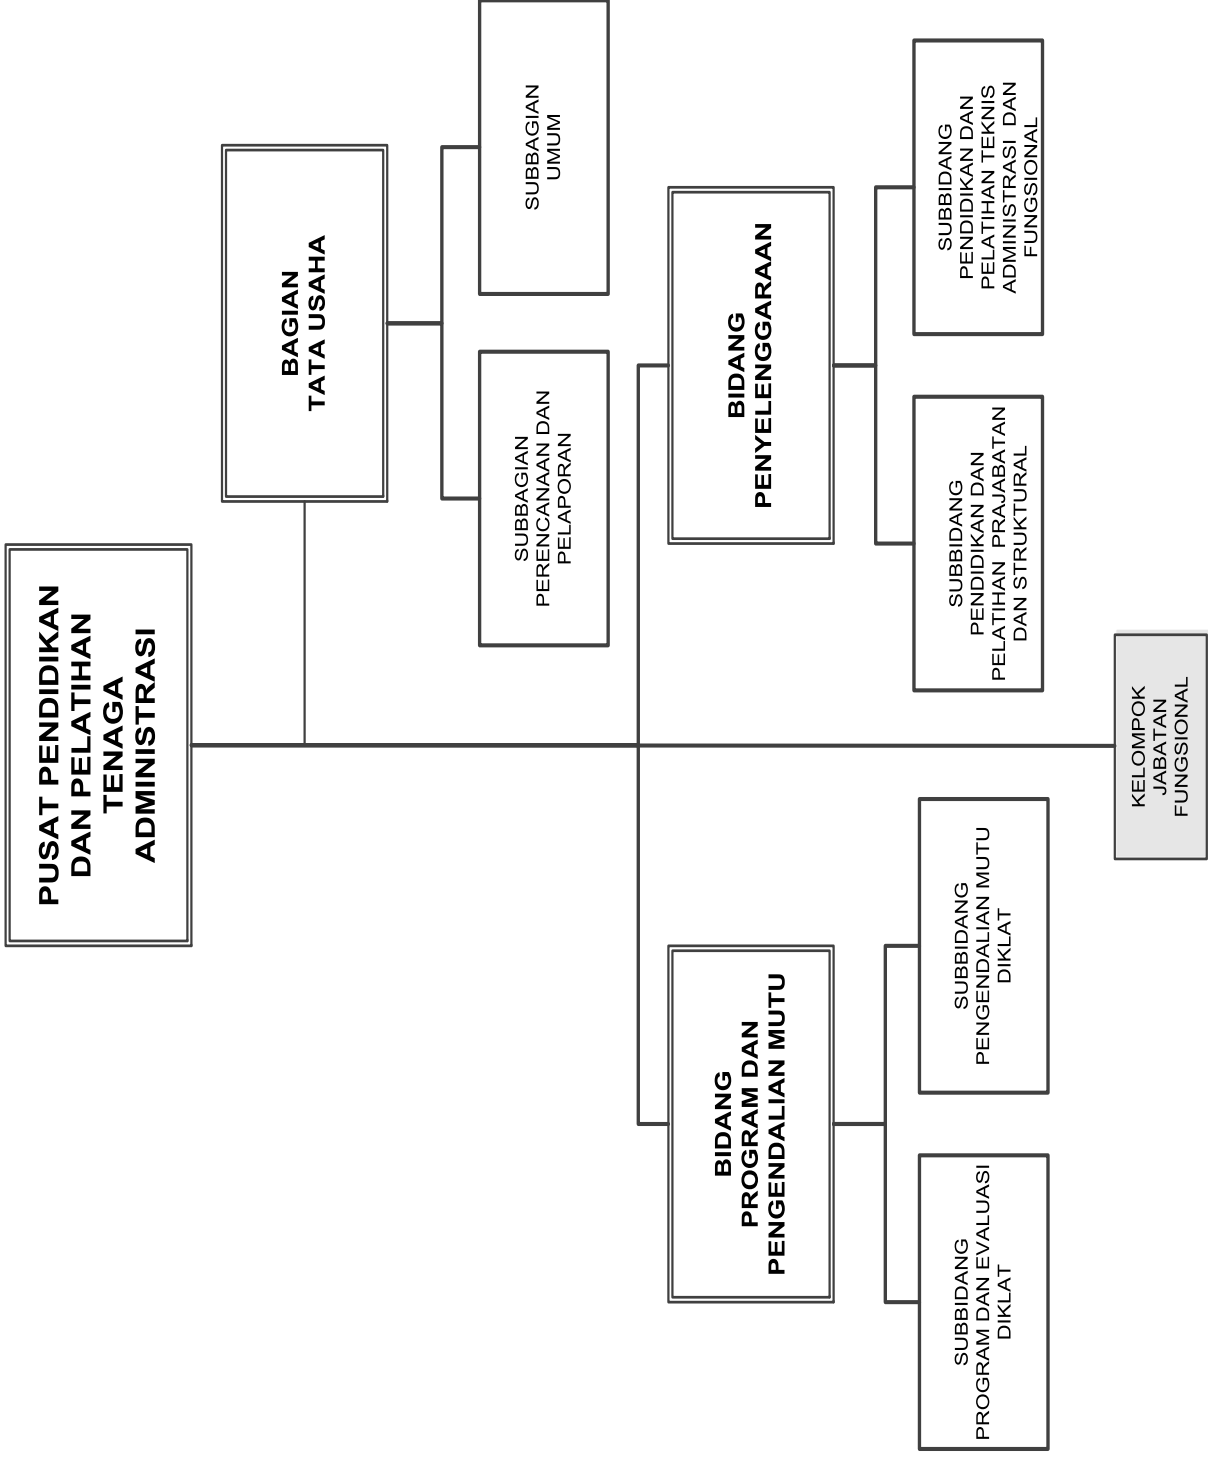 PUSAT PENDIDIKAN
DAN PELATIHAN
TENAGA
ADMINISTRASI
BAGIAN
TATA USAHA
SUBBAGIAN
PERENCANAAN DAN
PELAPORAN
SUBBAGIAN
UMUM
BIDANG
PROGRAM DAN
PENGENDALIAN MUTU
BIDANG
PENYELENGGARAAN
SUBBIDANG
PROGRAM DAN EVALUASI
DIKLAT
SUBBIDANG
PENGENDALIAN MUTU
DIKLAT
SUBBIDANG
PENDIDIKAN DAN
PELATIHAN PRAJABATAN
DAN STRUKTURAL
SUBBIDANG
PENDIDIKAN DAN
PELATIHAN TEKNIS
ADMINISTRASI DAN
FUNGSIONAL
KELOMPOK
JABATAN
FUNGSIONAL